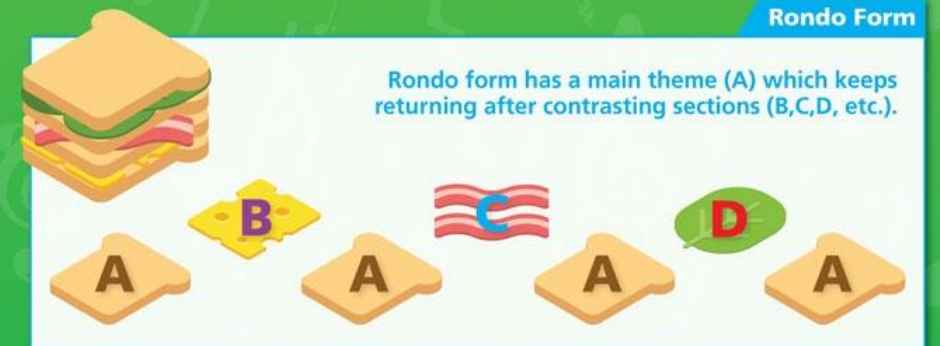 Rondo Form
Rondo form has a main theme (A) which keeps
returning after contrasting sections (B,C,D, etc.).
A B A C A D A